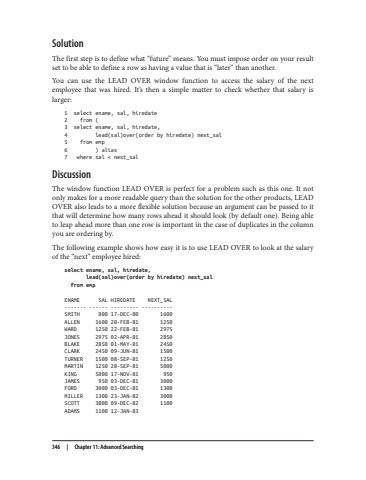 Solution
The first step is to define what “future” means. You must impose order on your result
set to be able to define a row as having a value that is “later” than another.
You can use the LEAD OVER window function to access the salary of the next
employee that was hired. It’s then a simple matter to check whether that salary is
larger:
1 select ename, sal, hiredate
2 from (
3 select ename, sal, hiredate,
4 lead(sal)over(order by hiredate) next_sal
5 from emp
6 ) alias
7 where sal < next_sal
Discussion
The window function LEAD OVER is perfect for a problem such as this one. It not
only makes for a more readable query than the solution for the other products, LEAD
OVER also leads to a more flexible solution because an argument can be passed to it
that will determine how many rows ahead it should look (by default one). Being able
to leap ahead more than one row is important in the case of duplicates in the column
you are ordering by.
The following example shows how easy it is to use LEAD OVER to look at the salary
of the “next” employee hired:
select ename, sal, hiredate,
lead(sal)over(order by hiredate) next_sal
from emp
ENAME SAL HIREDATE NEXT_SAL
------- ------ --------- ----------
SMITH 800 17-DEC-80 1600
ALLEN 1600 20-FEB-81 1250
WARD 1250 22-FEB-81 2975
JONES 2975 02-APR-81 2850
BLAKE 2850 01-MAY-81 2450
CLARK 2450 09-JUN-81 1500
TURNER 1500 08-SEP-81 1250
MARTIN 1250 28-SEP-81 5000
KING 5000 17-NOV-81 950
JAMES 950 03-DEC-81 3000
FORD 3000 03-DEC-81 1300
MILLER 1300 23-JAN-82 3000
SCOTT 3000 09-DEC-82 1100
ADAMS 1100 12-JAN-83
346 | Chapter 11: Advanced Searching